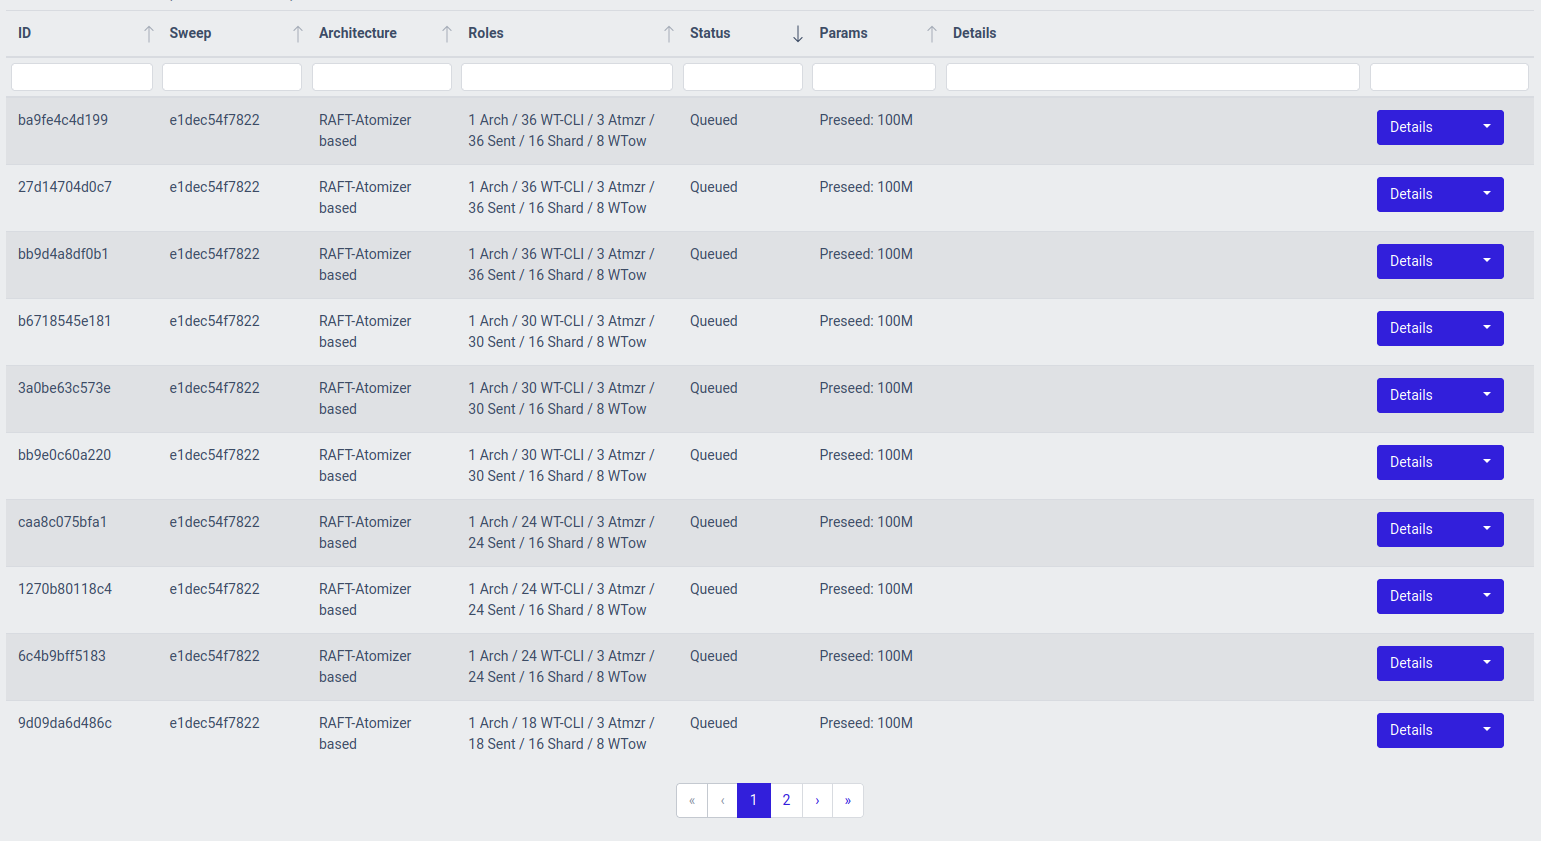 ID Sweep Architecture Roles Status Params Details
ba9fe4c4d199 e1dec54f7822 RAFT-Atomizer 1 Arch / 36 WT-CLI / 3 Atmzr / Queued Preseed: 100M Details
based 36 Sent / 16 Shard / 8 WTow
27d14704d0c7 e1dec54f7822 RAFT-Atomizer 1 Arch / 36 WT-CLI / 3 Atmzr / Queued Preseed: 100M Details
based 36 Sent / 16 Shard / 8 WTow
bb9d4a8df0b1 e1dec54f7822 RAFT-Atomizer 1 Arch / 36 WT-CLI / 3 Atmzr / Queued Preseed: 100M Details
based 36 Sent / 16 Shard / 8 WTow
b6718545e181 e1dec54f7822 RAFT-Atomizer 1 Arch / 30 WT-CLI / 3 Atmzr / Queued Preseed: 100M Details
based 30 Sent / 16 Shard / 8 WTow
3a0be63c573e e1dec54f7822 RAFT-Atomizer 1 Arch / 30 WT-CLI / 3 Atmzr / Queued Preseed: 100M Details
based 30 Sent / 16 Shard / 8 WTow
bb9e0c60a220 e1dec54f7822 RAFT-Atomizer 1 Arch / 30 WT-CLI / 3 Atmzr / Queued Preseed: 100M Details
based 30 Sent / 16 Shard / 8 WTow
caa8c075bfa1 e1dec54f7822 RAFT-Atomizer 1 Arch / 24 WT-CLI / 3 Atmzr / Queued Preseed: 100M Details
based 24 Sent / 16 Shard / 8 WTow
1270b80118c4 e1dec54f7822 RAFT-Atomizer 1 Arch / 24 WT-CLI / 3 Atmzr / Queued Preseed: 100M Details
based 24 Sent / 16 Shard / 8 WTow
6c4b9bff5183 e1dec54f7822 RAFT-Atomizer 1 Arch / 24 WT-CLI / 3 Atmzr / Queued Preseed: 100M Details
based 24 Sent / 16 Shard / 8 WTow
9d09da6d486c e1dec54f7822 RAFT-Atomizer 1 Arch / 18 WT-CLI / 3 Atmzr / Queued Preseed: 100M Details
based 18 Sent / 16 Shard / 8 WTow
« ‹ 1 2 › »